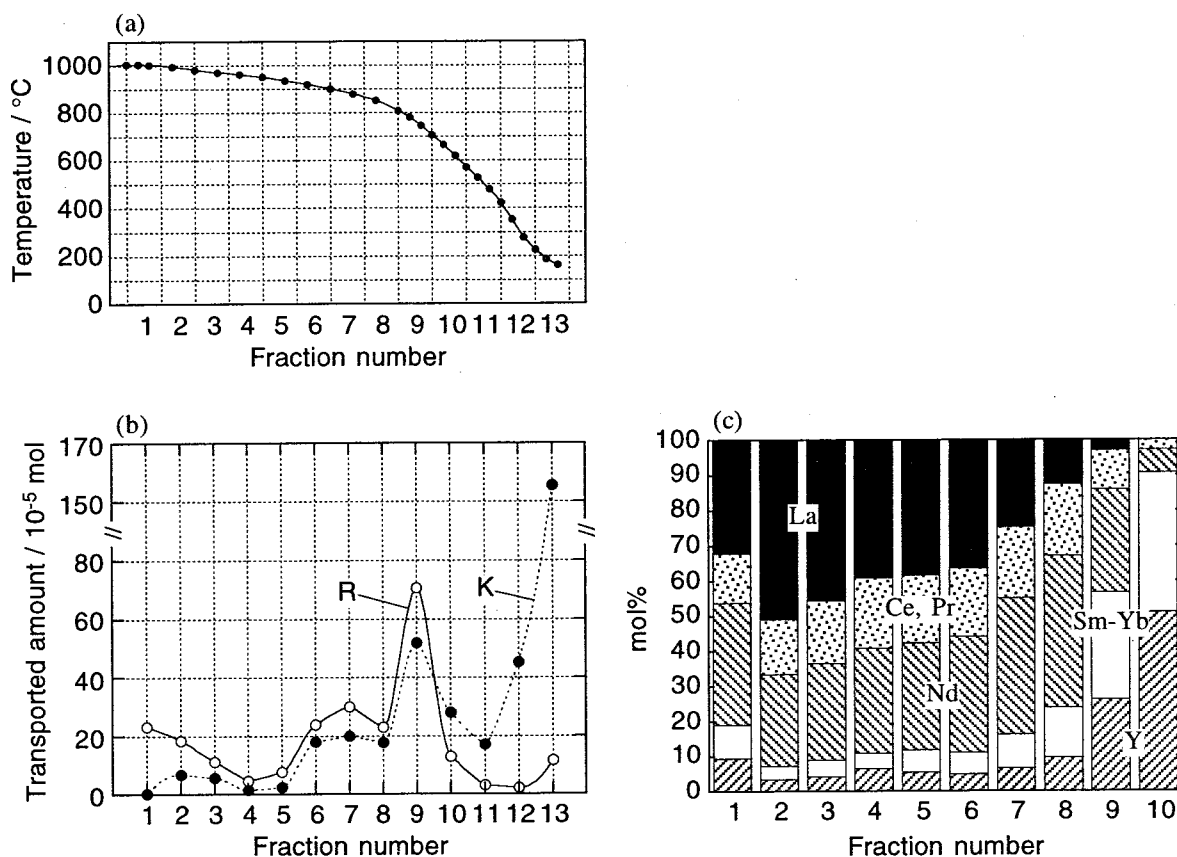 (a)
1000
800
600
400
200
0
Temperature / °C
1 2 3 4 5 6 7 8 9 10 11 12 13
Fraction number
(b)
170
150
80
60
40
20
0
Transported amount / 10⁻⁵ mol
R
K
1 2 3 4 5 6 7 8 9 10 11 12 13
Fraction number
(c)
100
90
80
70
60
50
40
30
20
10
0
mol%
La
Ce, Pr
Nd
Sm-Yb
Y
1 2 3 4 5 6 7 8 9 10
Fraction number